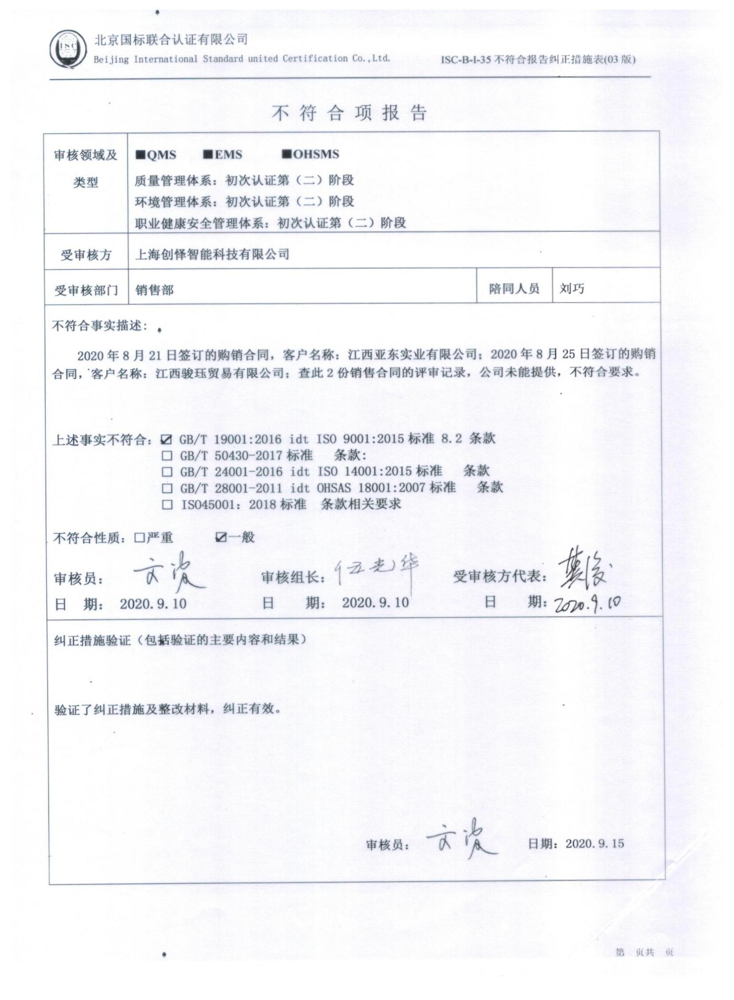 ISC
北京国标联合认证有限公司
Beijing International Standard united Certification Co.,Ltd.
ISC-B-I-35 不符合报告纠正措施表(03 版)
不符合项报告
审核领域及类型
■QMS ■EMS ■OHSMS
质量管理体系：初次认证第（二）阶段
环境管理体系：初次认证第（二）阶段
职业健康安全管理体系：初次认证第（二）阶段
受审核方 上海创怿智能科技有限公司
受审核部门 销售部 陪同人员 刘巧
不符合事实描述：
2020 年 8 月 21 日签订的购销合同，客户名称：江西亚东实业有限公司；2020 年 8 月 25 日签订的购销
合同，客户名称：江西骏珏贸易有限公司；查此 2 份销售合同的评审记录，公司未能提供，不符合要求。
上述事实不符合：☑ GB/T 19001:2016 idt ISO 9001:2015 标准 8.2 条款
□ GB/T 50430-2017 标准 条款：
□ GB/T 24001-2016 idt ISO 14001:2015 标准 条款
□ GB/T 28001-2011 idt OHSAS 18001:2007 标准 条款
□ ISO45001：2018 标准 条款相关要求
不符合性质：□严重 ☑一般
审核员：文波 审核组长：伍光华 受审核方代表：
日 期： 2020.9.10 日 期： 2020.9.10 日 期：2020.9.10
纠正措施验证（包括验证的主要内容和结果）
验证了纠正措施及整改材料，纠正有效。
审核员：文波 日期：2020.9.15
第 页共 页